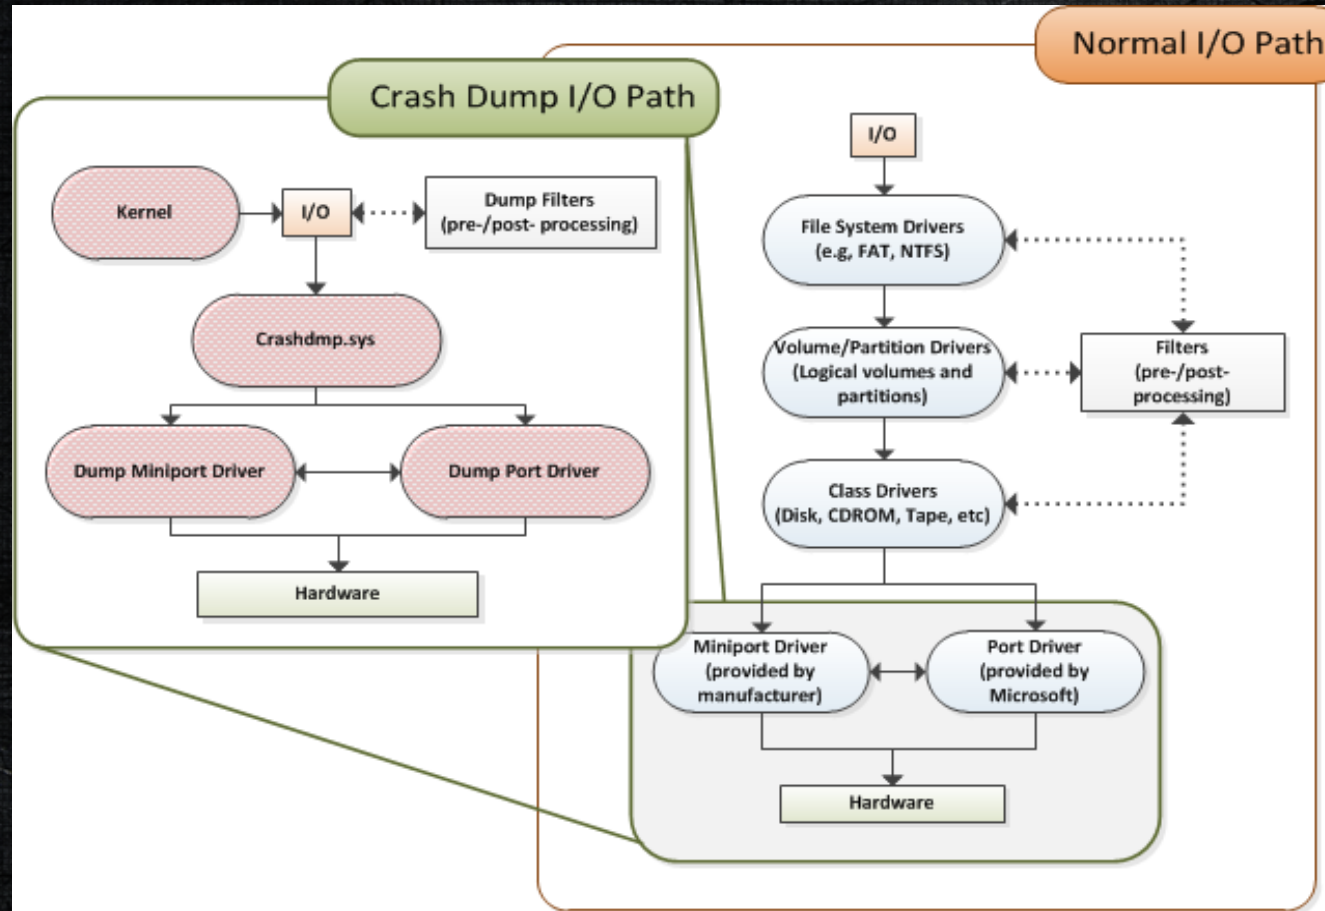 Normal I/O Path
Crash Dump I/O Path
Kernel
I/O
Dump Filters
(pre-/post- processing)
Crashdmp.sys
Dump Miniport Driver
Dump Port Driver
Hardware
I/O
File System Drivers
(e.g, FAT, NTFS)
Volume/Partition Drivers
(Logical volumes and
partitions)
Filters
(pre-/post-
processing)
Class Drivers
(Disk, CDROM, Tape, etc)
Miniport Driver
(provided by
manufacturer)
Port Driver
(provided by
Microsoft)
Hardware